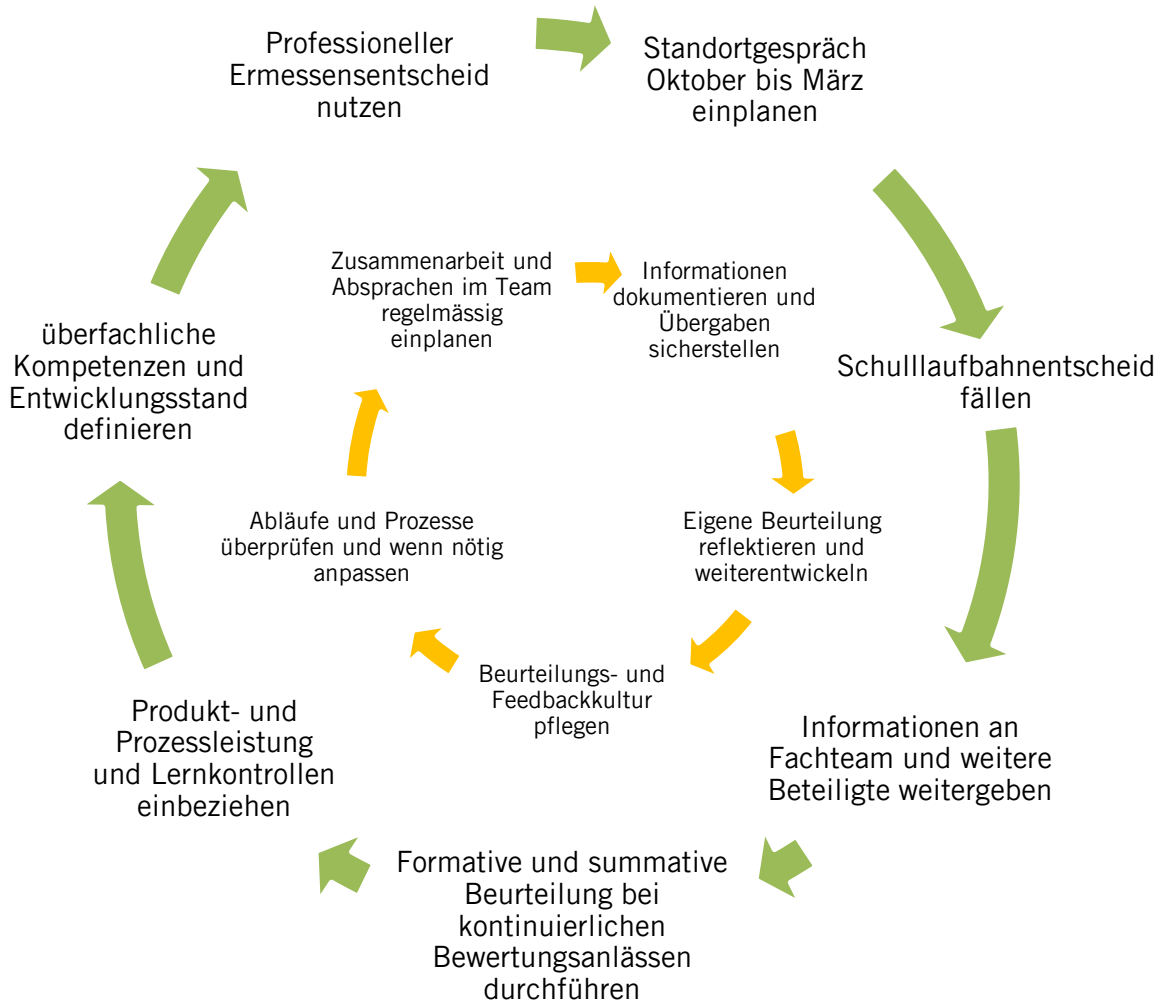 Professioneller
Ermessensentscheid
nutzen
Standortgespräch
Oktober bis März
einplanen
Schulllaufbahnentscheid
fällen
Informationen an
Fachteam und weitere
Beteiligte weitergeben
Formative und summative
Beurteilung bei
kontinuierlichen
Bewertungsanlässen
durchführen
Produkt- und
Prozessleistung
und Lernkontrollen
einbeziehen
überfachliche
Kompetenzen und
Entwicklungsstand
definieren
Zusammenarbeit und
Absprachen im Team
regelmässig
einplanen
Informationen
dokumentieren und
Übergaben
sicherstellen
Eigene Beurteilung
reflektieren und
weiterentwickeln
Beurteilungs- und
Feedbackkultur
pflegen
Abläufe und Prozesse
überprüfen und wenn nötig
anpassen